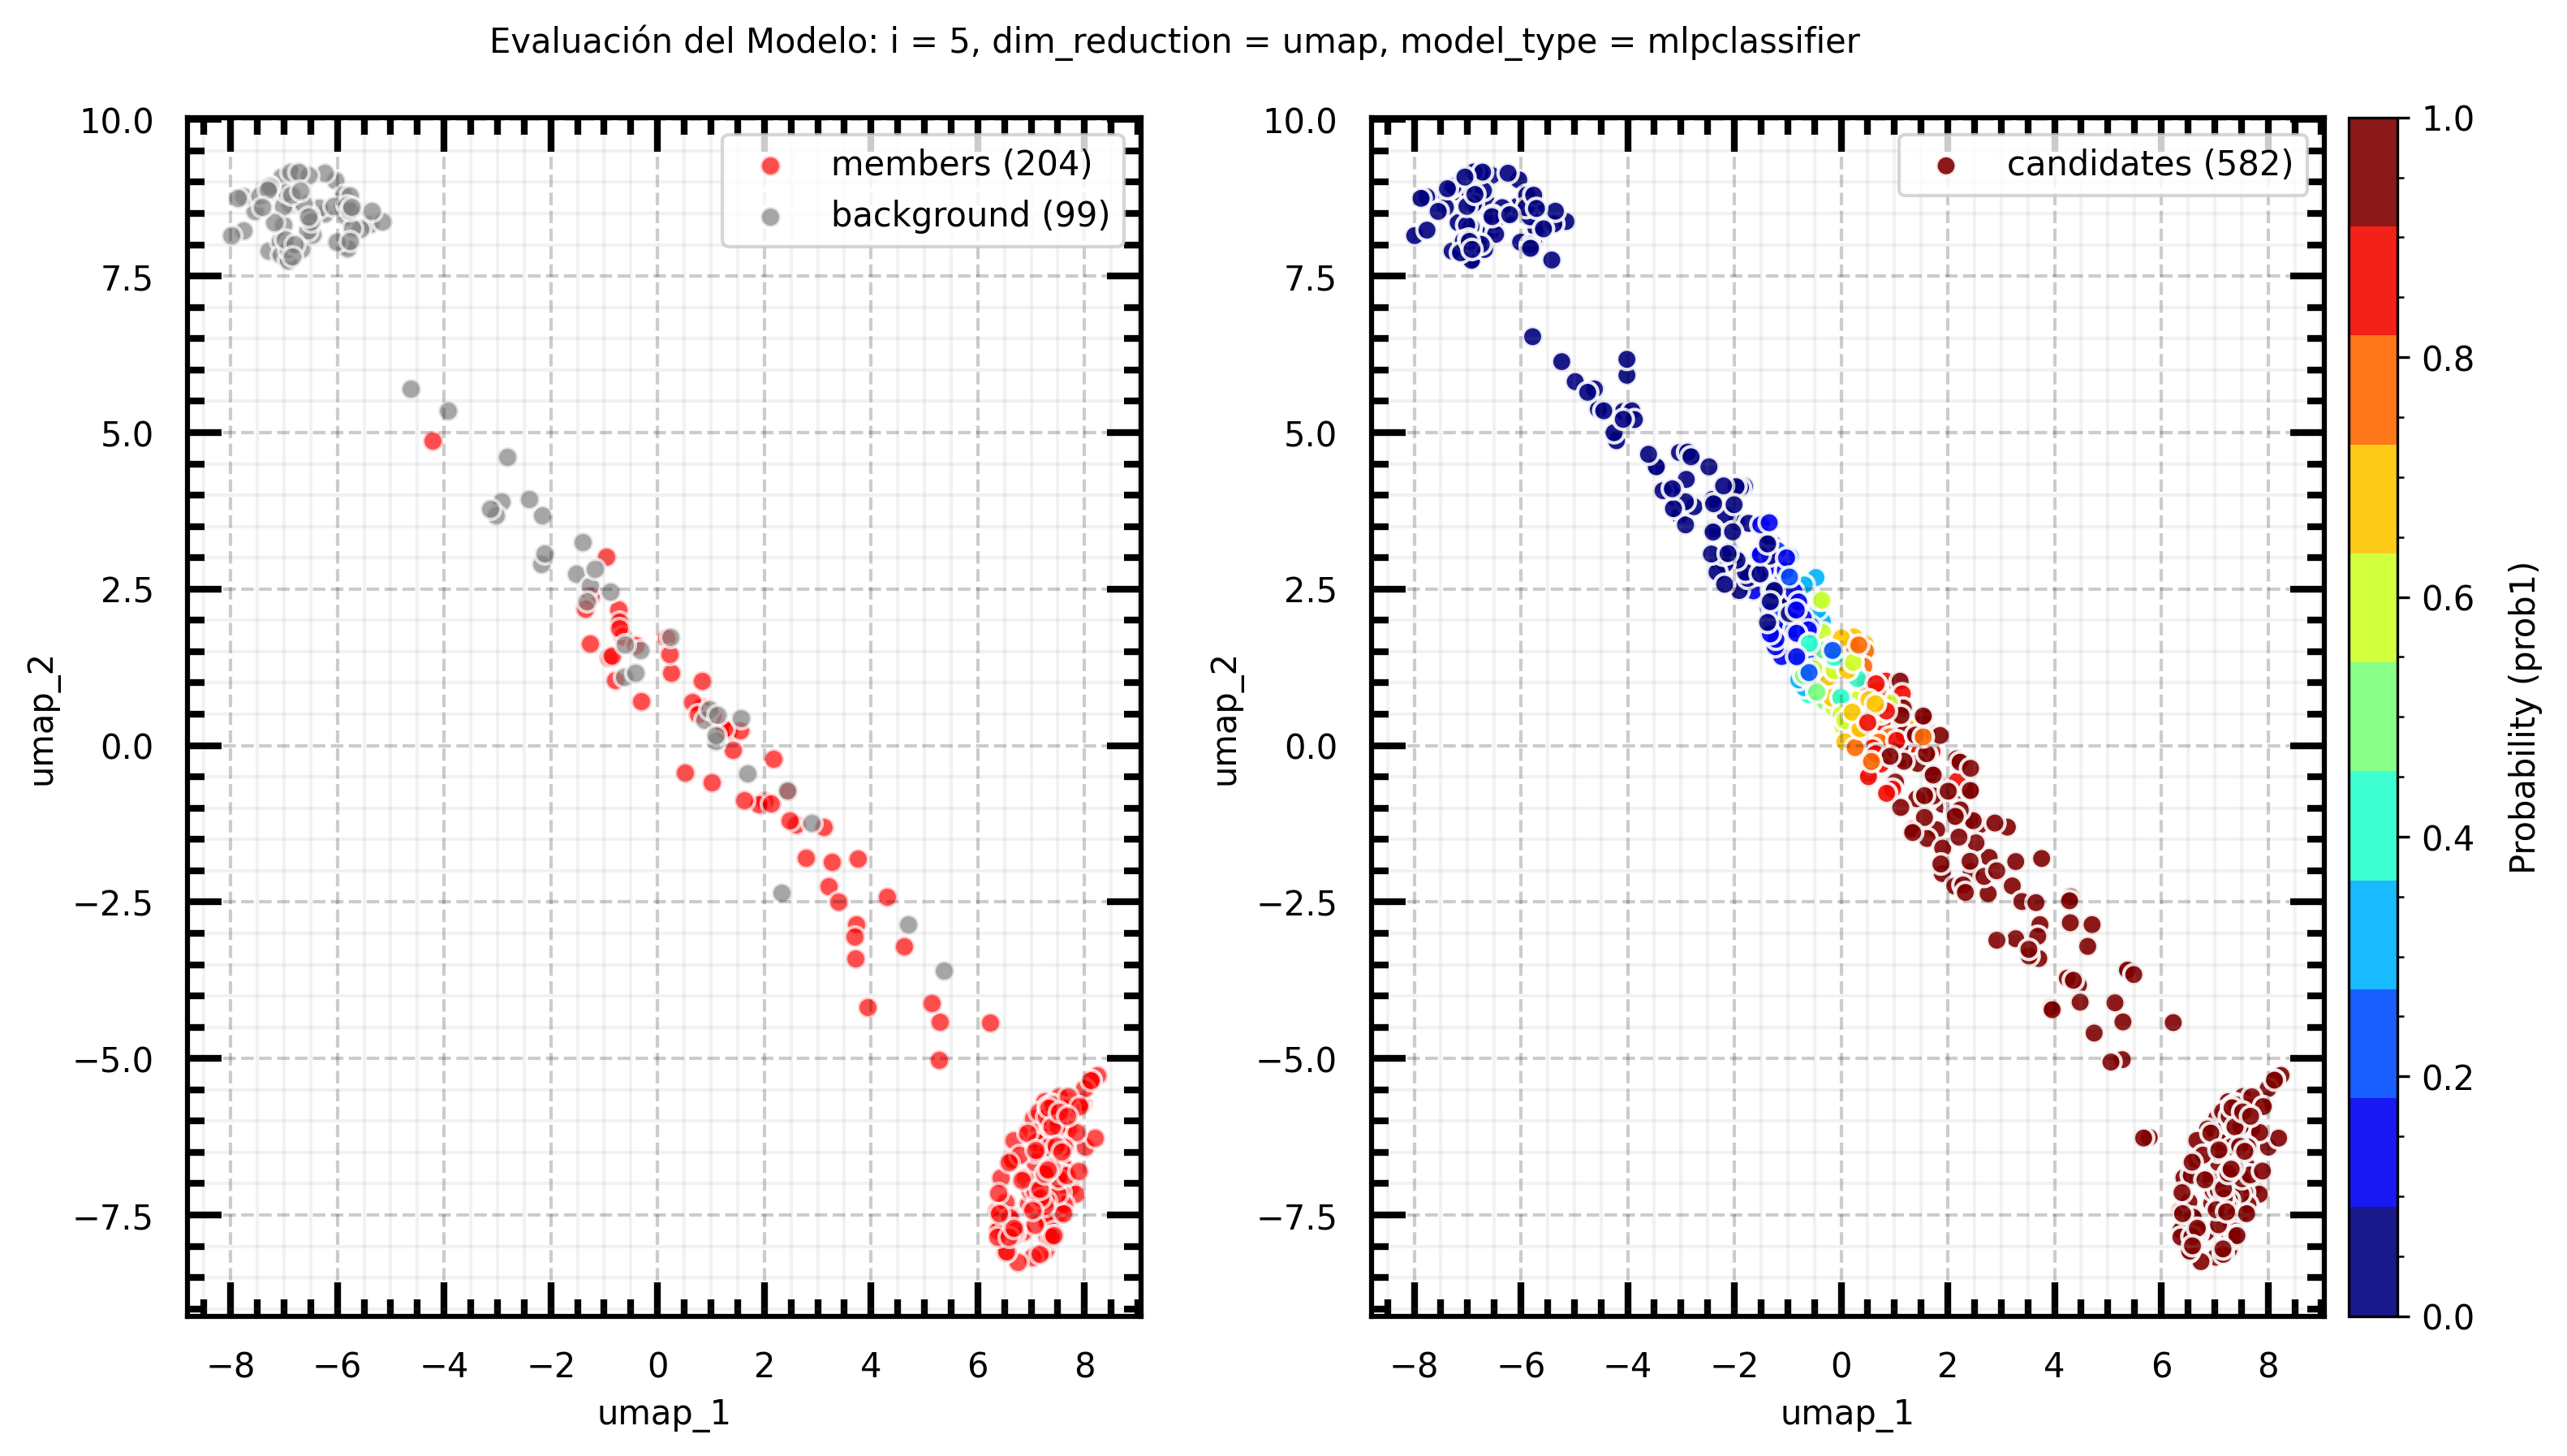 Evaluación del Modelo: i = 5, dim_reduction = umap, model_type = mlpclassifier
members (204)
background (99)
10.0
7.5
5.0
2.5
0.0
−2.5
−5.0
−7.5
umap_2
−8 −6 −4 −2 0 2 4 6 8
umap_1
candidates (582)
10.0
7.5
5.0
2.5
0.0
−2.5
−5.0
−7.5
umap_2
−8 −6 −4 −2 0 2 4 6 8
umap_1
1.0
0.8
0.6
0.4
0.2
0.0
Probability (prob1)